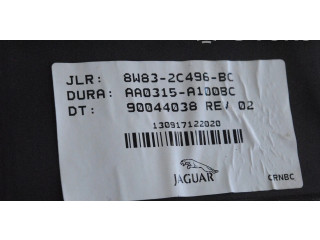 JLR: 8W83-2C496-BC
DURA: AA0315-A100BC
DT: 90044038 REV 02
130917122020
JAGUAR
CRNBC